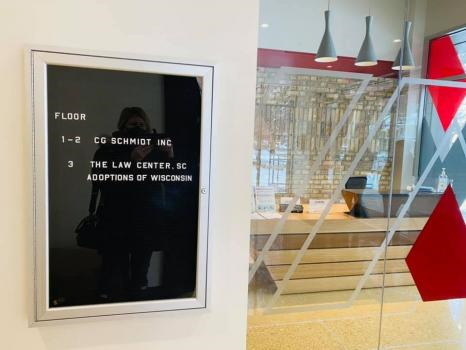 FLOOR
1-2 CG SCHMIDT INC
3 THE LAW CENTER, SC
ADOPTIONS OF WISCONSIN